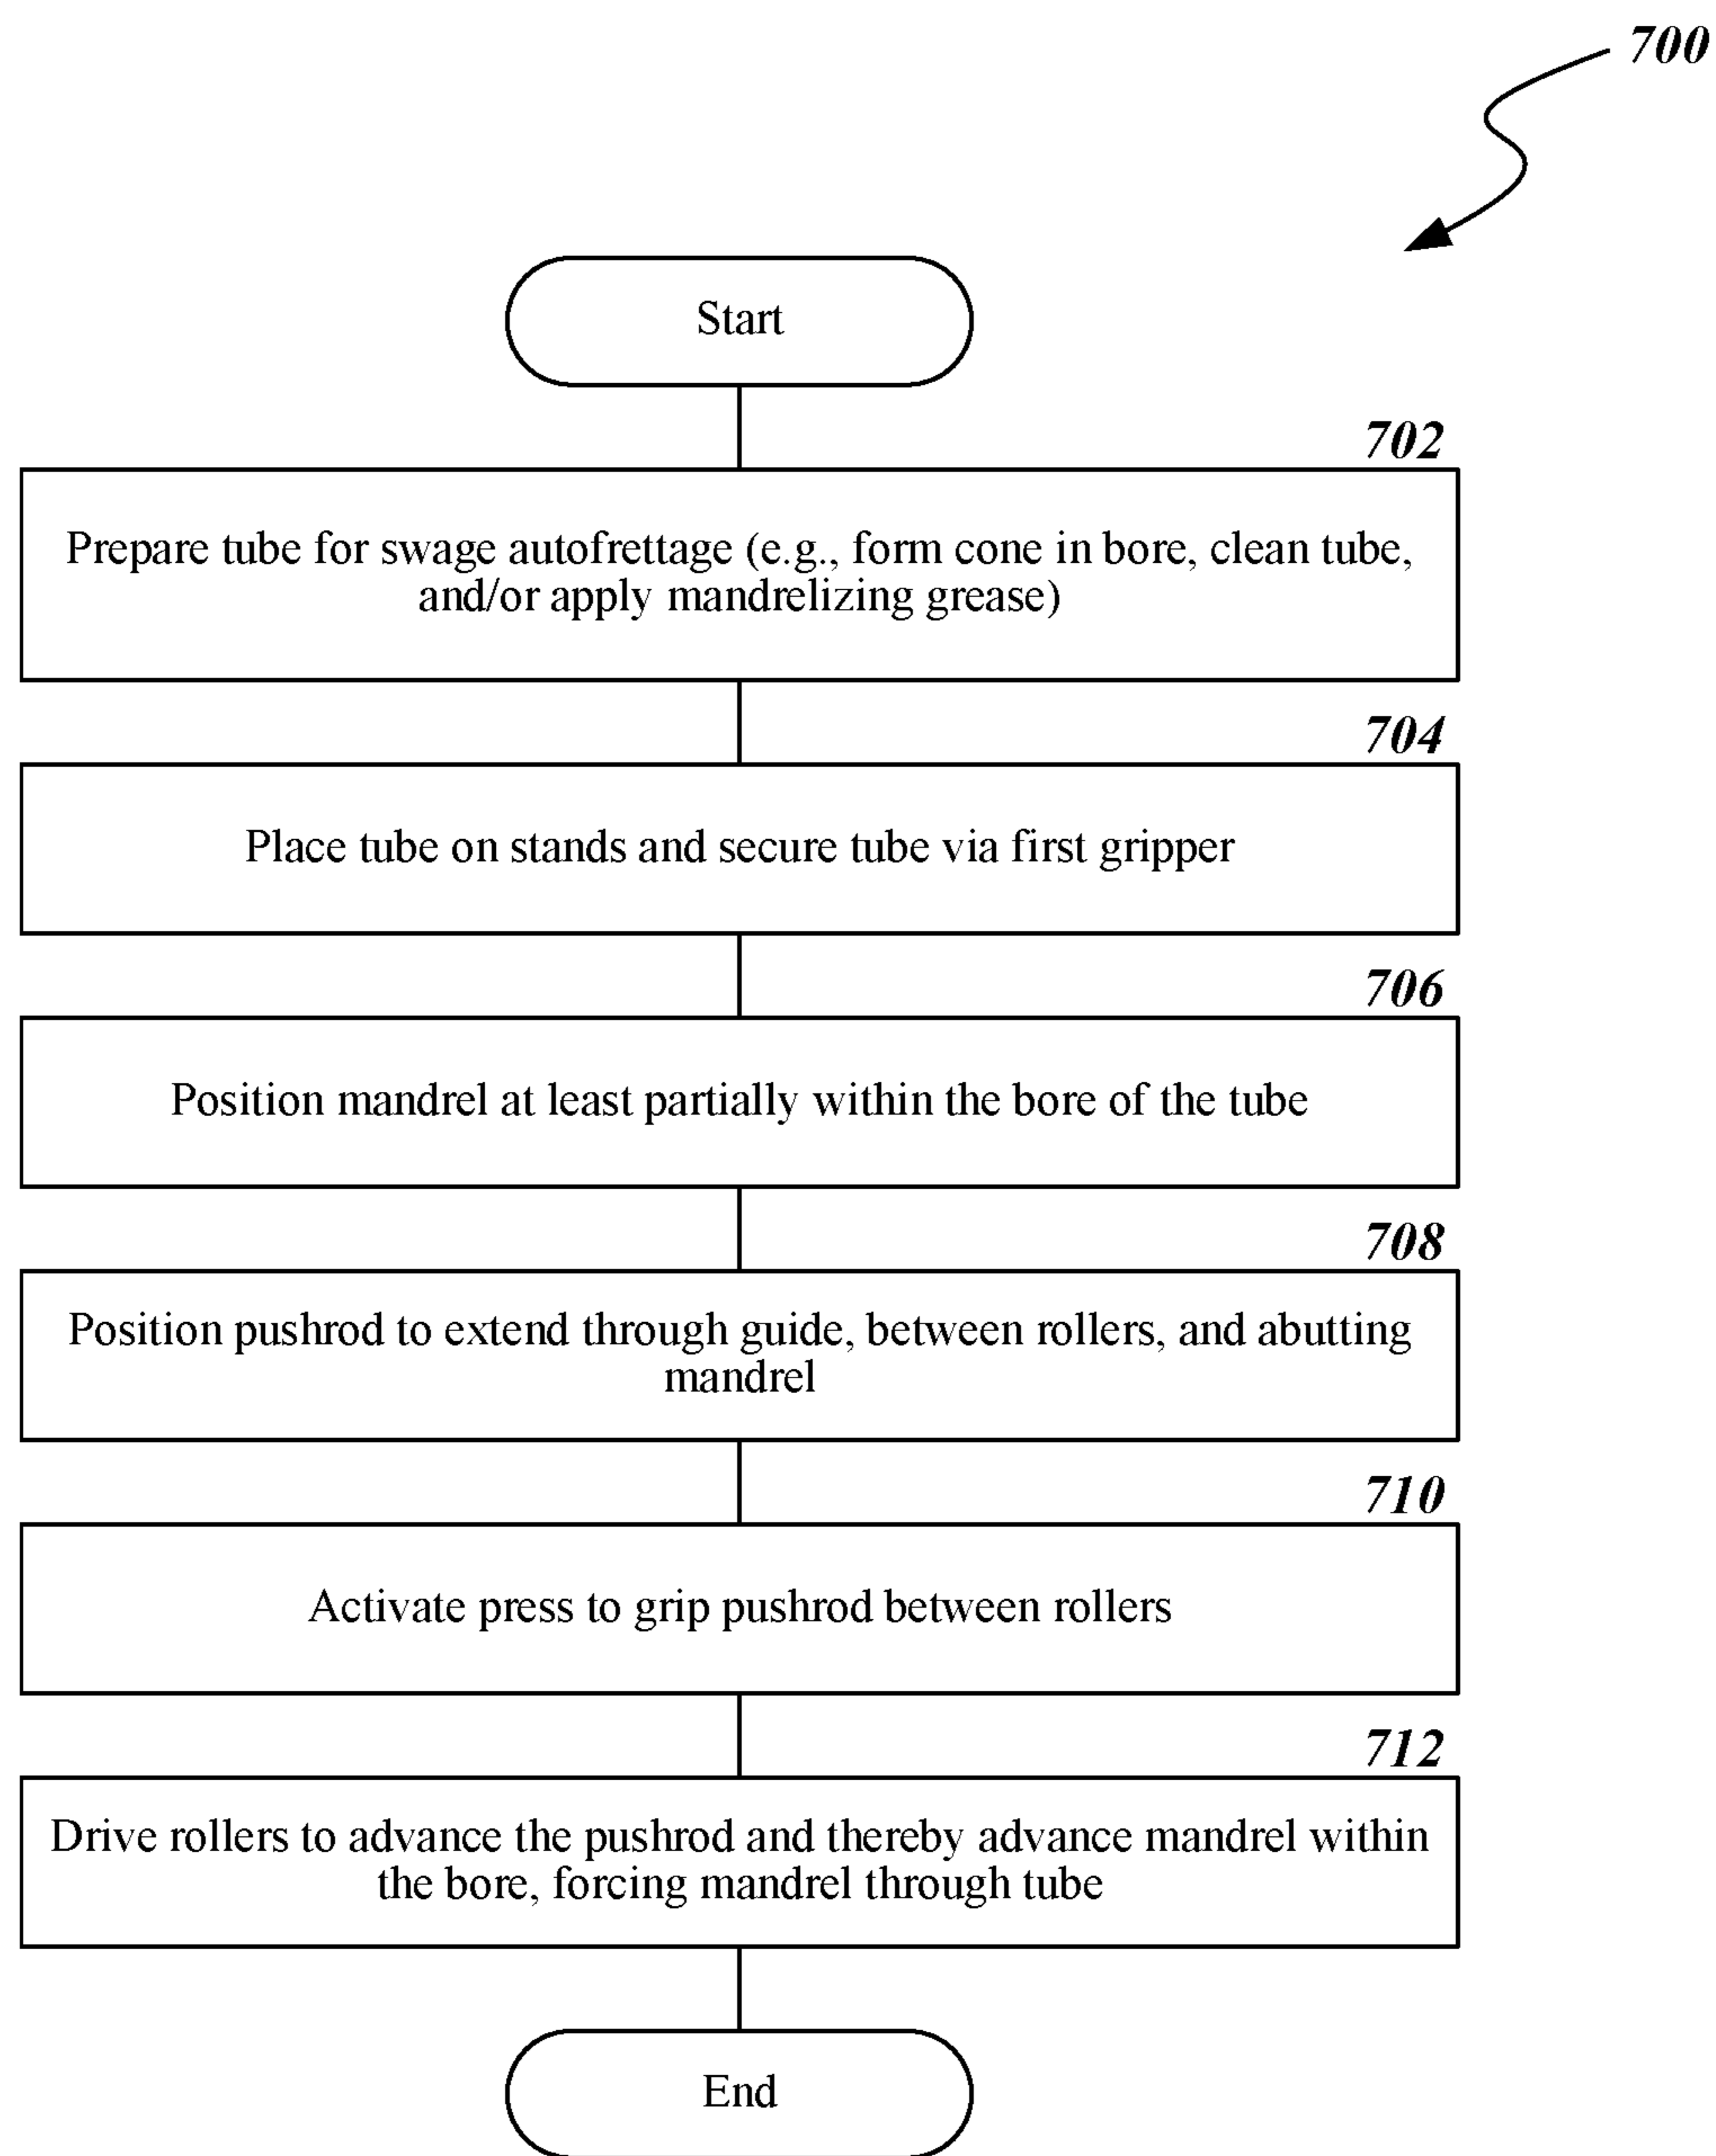 700
Start
702
Prepare tube for swage autofrettage (e.g., form cone in bore, clean tube,
and/or apply mandrelizing grease)
704
Place tube on stands and secure tube via first gripper
706
Position mandrel at least partially within the bore of the tube
708
Position pushrod to extend through guide, between rollers, and abutting
mandrel
710
Activate press to grip pushrod between rollers
712
Drive rollers to advance the pushrod and thereby advance mandrel within
the bore, forcing mandrel through tube
End